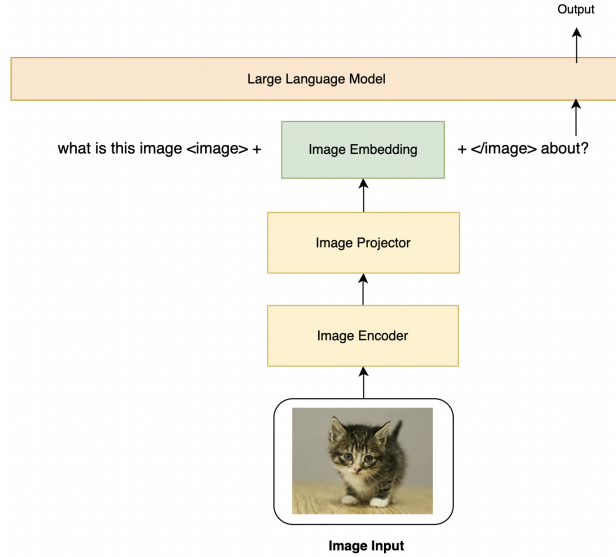 Output
Large Language Model
what is this image <image> + Image Embedding + </image> about?
Image Projector
Image Encoder
Image Input